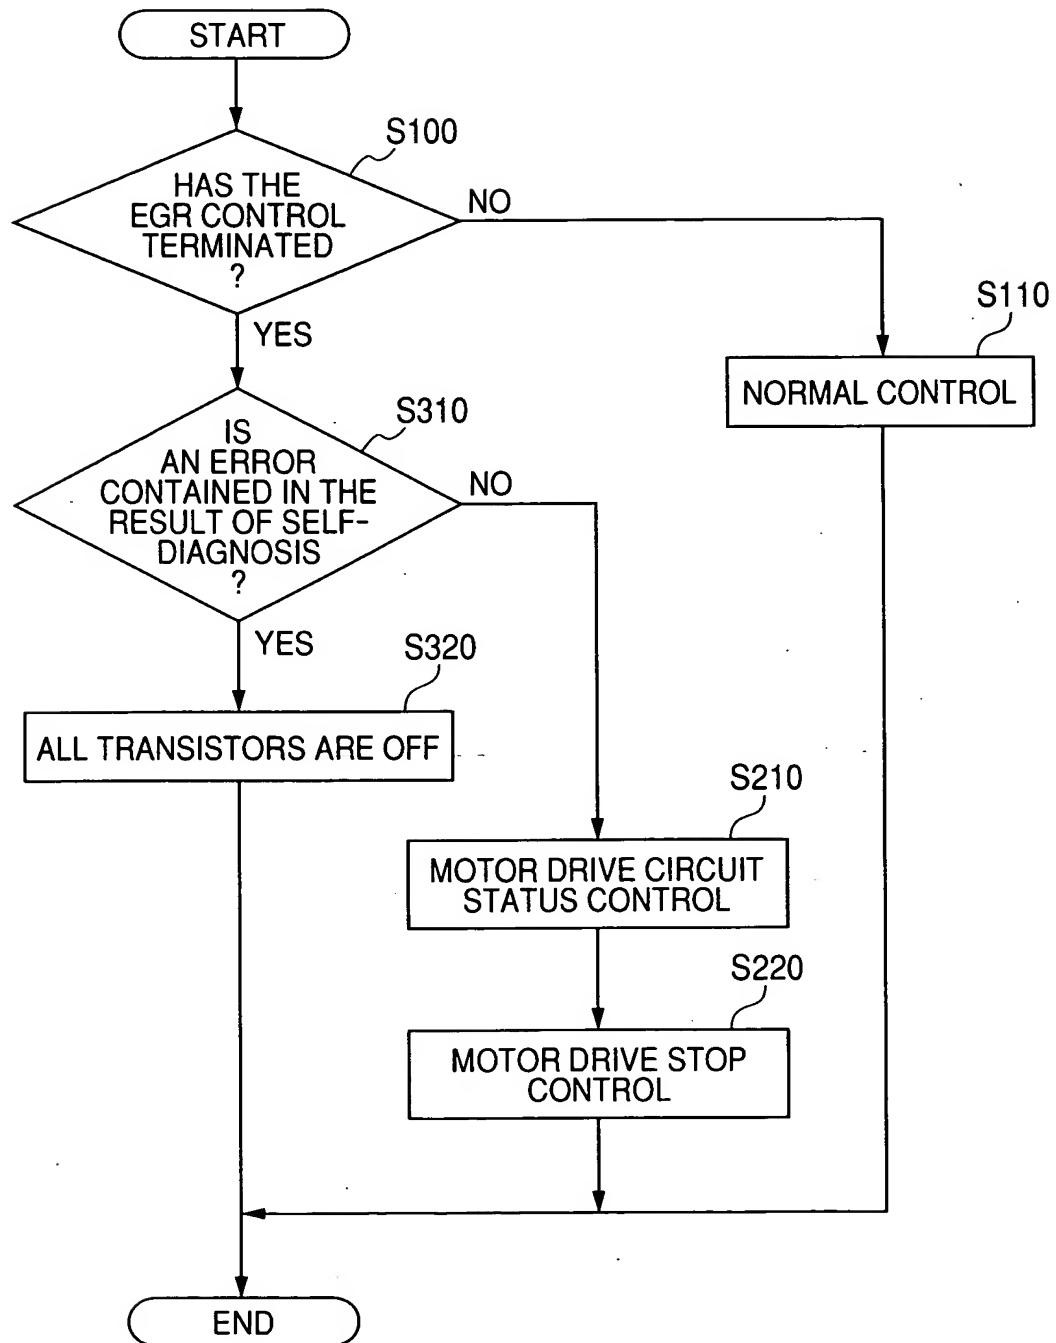 START
S100
HAS THE
EGR CONTROL
TERMINATED
?
NO
YES
S110
NORMAL CONTROL
S310
IS
AN ERROR
CONTAINED IN THE
RESULT OF SELF-
DIAGNOSIS
?
NO
YES
S320
ALL TRANSISTORS ARE OFF
S210
MOTOR DRIVE CIRCUIT
STATUS CONTROL
S220
MOTOR DRIVE STOP
CONTROL
END